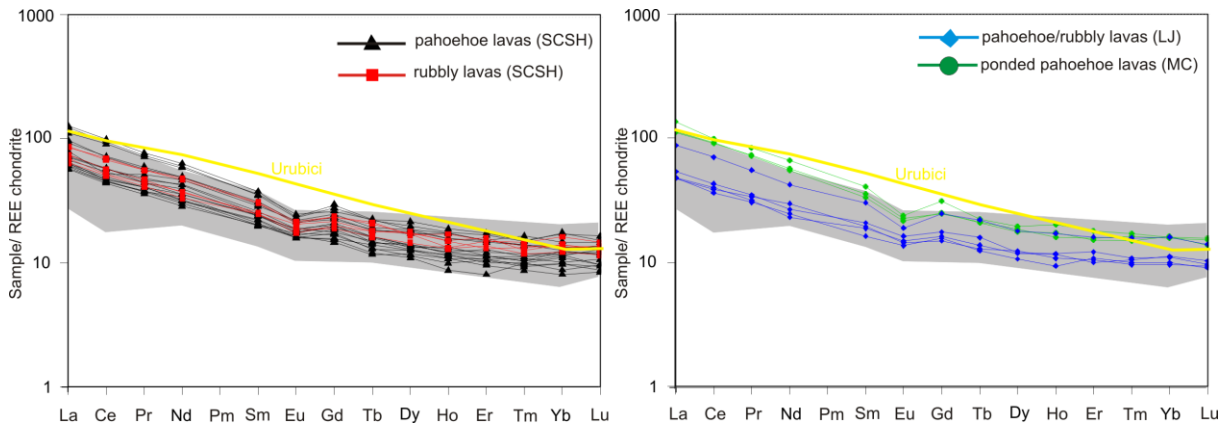 1000
100
10
1
Sample/ REE chondrite
pahoehoe lavas (SCSH)
rubbly lavas (SCSH)
Urubici
La Ce Pr Nd Pm Sm Eu Gd Tb Dy Ho Er Tm Yb Lu
1000
100
10
1
Sample/ REE chondrite
pahoehoe/rubbly lavas (LJ)
ponded pahoehoe lavas (MC)
Urubici
La Ce Pr Nd Pm Sm Eu Gd Tb Dy Ho Er Tm Yb Lu